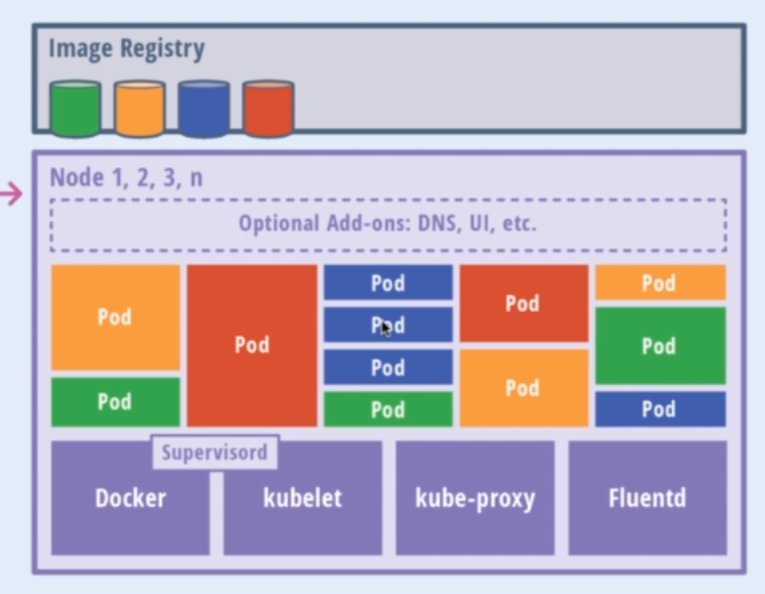 Image Registry
Node 1, 2, 3, n
Optional Add-ons: DNS, UI, etc.
Pod
Pod
Pod
Pod
Pod
Pod
Pod
Pod
Pod
Pod
Pod
Pod
Supervisord
Docker
kubelet
kube-proxy
Fluentd